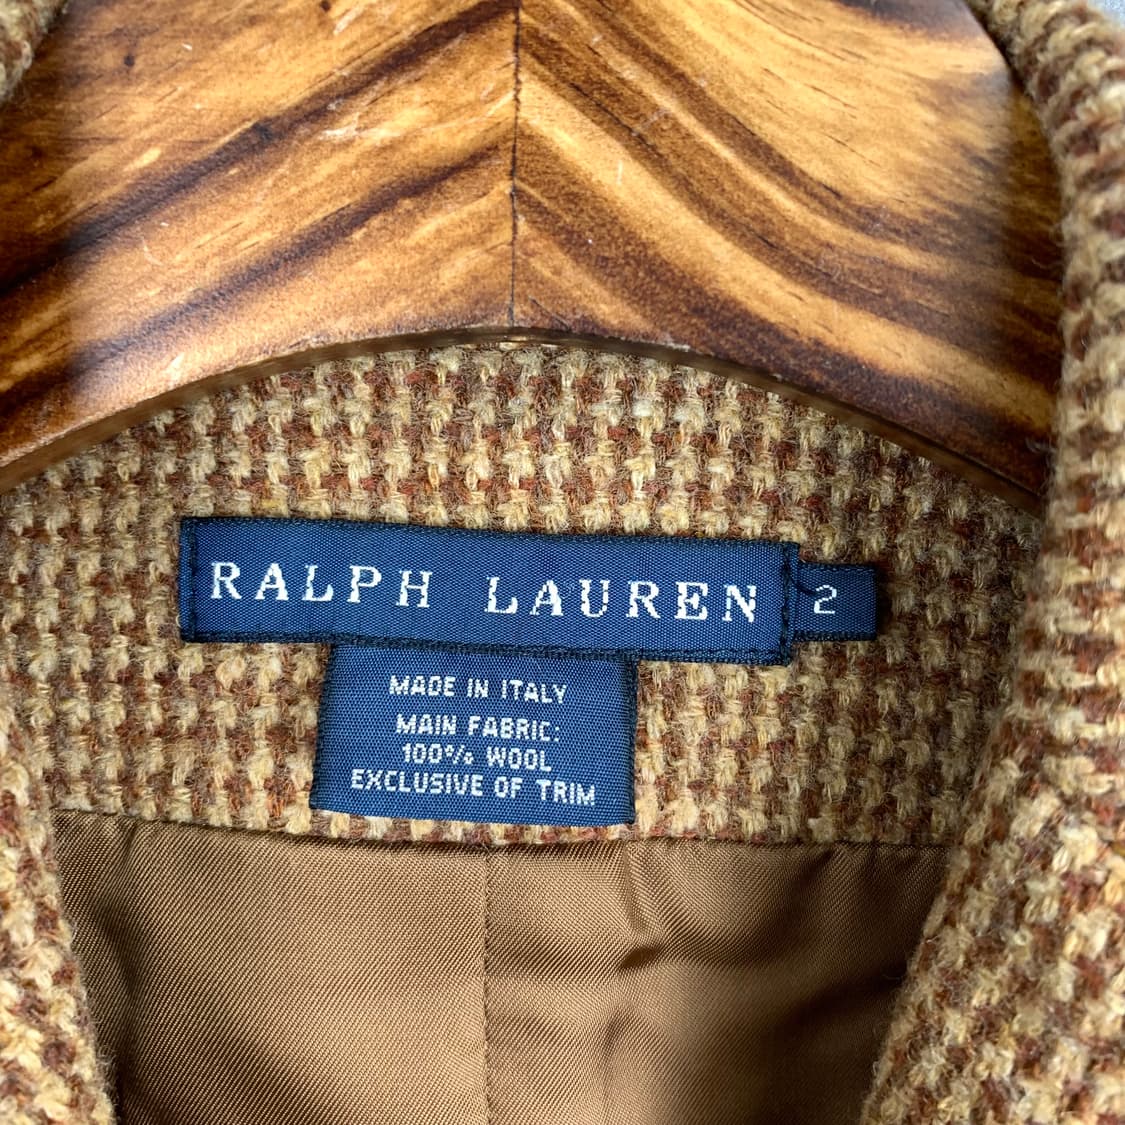 RALPH LAUREN
2
MADE IN ITALY
MAIN FABRIC:
100% WOOL
EXCLUSIVE OF TRIM